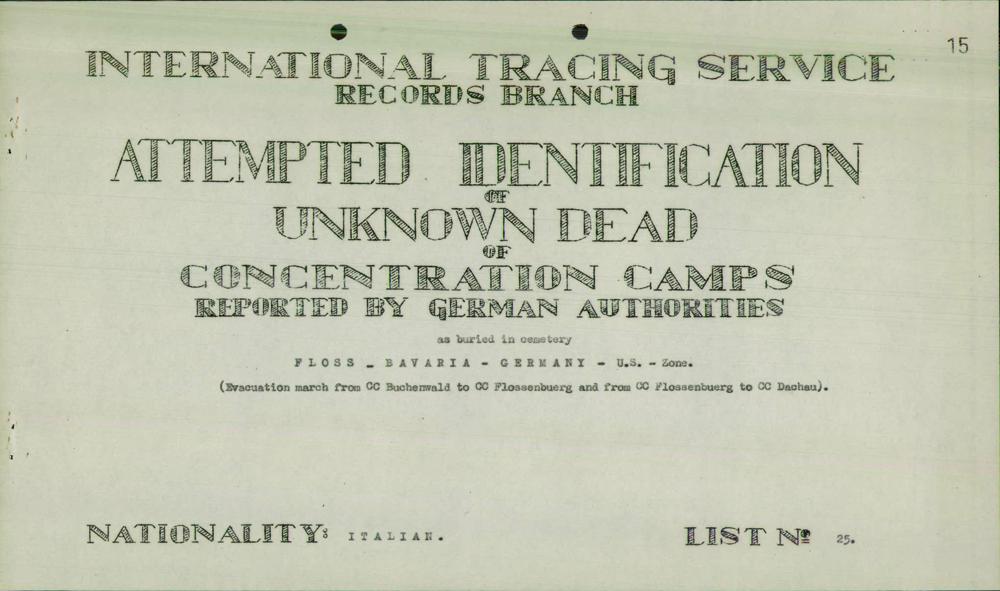 15
INTERNATIONAL TRACING SERVICE
RECORDS BRANCH
ATTEMPTED IDENTIFICATION
OF
UNKNOWN DEAD
OF
CONCENTRATION CAMPS
REPORTED BY GERMAN AUTHORITIES
as buried in cemetery
FLOSS - BAVARIA - GERMANY - U.S. - Zone.
(Evacuation march from CC Buchenwald to CC Flossenbuerg and from CC Flossenbuerg to CC Dachau).
NATIONALITY: ITALIAN. LIST Nº 25.